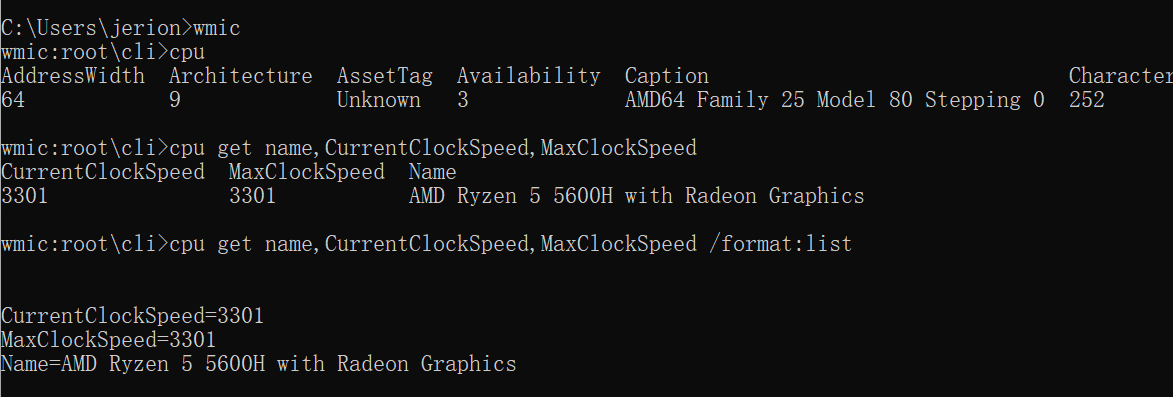 C:\Users\jerion>wmic
wmic:root\cli>cpu
AddressWidth  Architecture  AssetTag  Availability  Caption                              Character
64            9             Unknown   3             AMD64 Family 25 Model 80 Stepping 0  252
wmic:root\cli>cpu get name,CurrentClockSpeed,MaxClockSpeed
CurrentClockSpeed  MaxClockSpeed  Name
3301               3301           AMD Ryzen 5 5600H with Radeon Graphics
wmic:root\cli>cpu get name,CurrentClockSpeed,MaxClockSpeed /format:list
CurrentClockSpeed=3301
MaxClockSpeed=3301
Name=AMD Ryzen 5 5600H with Radeon Graphics